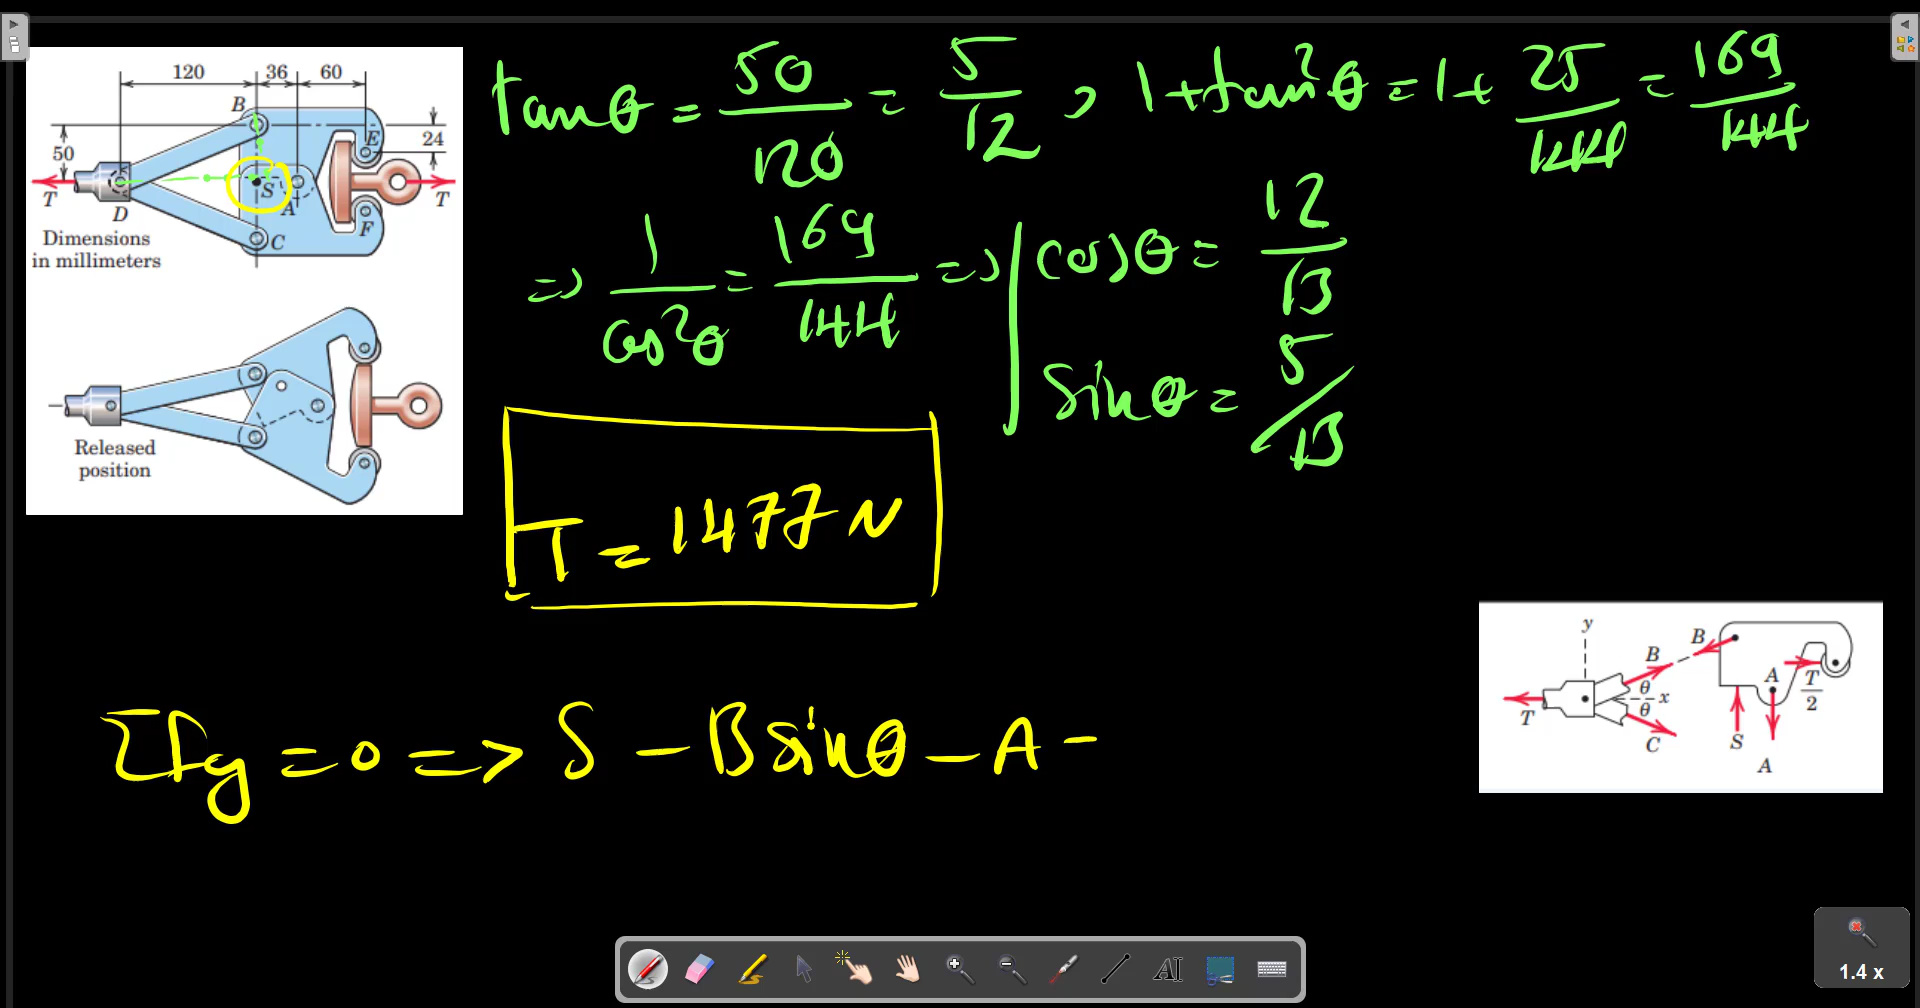 tanθ = 50/120 = 5/12 , 1+tan²θ = 1+ 25/144 = 169/144
=> 1/cos²θ = 169/144 => cosθ = 12/13
sinθ = 5/13
T = 1477 N
ΣFy = 0 => S - B sinθ - A =
120 36 60
B
E
24
50
T D S A T
C F
Dimensions
in millimeters
Released
position
y
B B
θ x A T/2
T θ
C S
A
AI
1.4 x